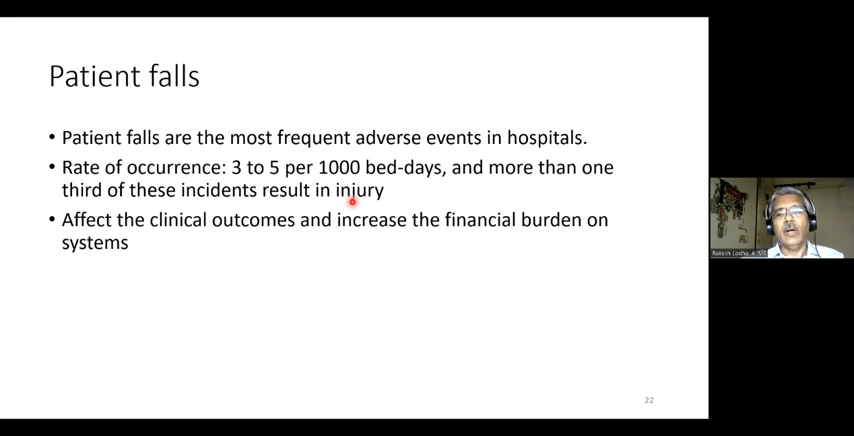 Patient falls
• Patient falls are the most frequent adverse events in hospitals.
• Rate of occurrence: 3 to 5 per 1000 bed-days, and more than one
third of these incidents result in injury
• Affect the clinical outcomes and increase the financial burden on
systems
22
Rakesh Lodha,